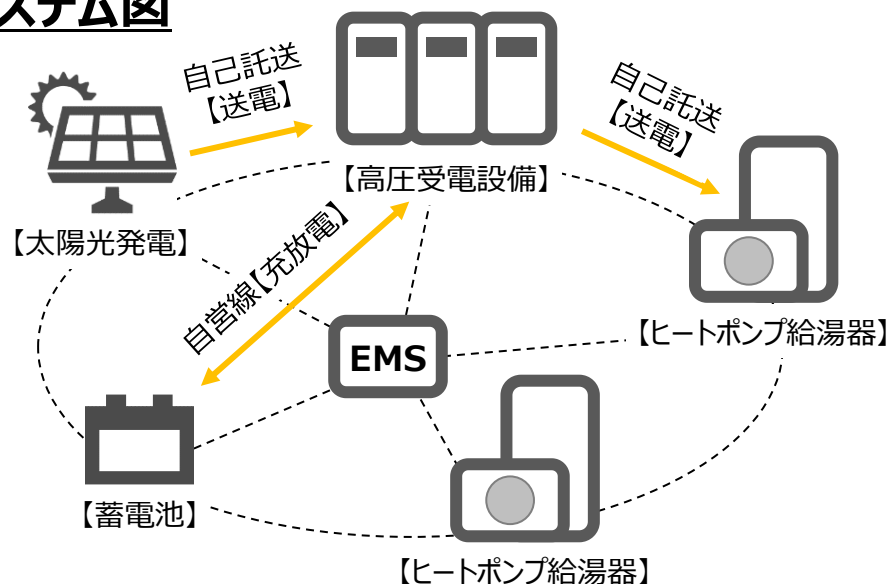 ステム図
自己託送
【送電】
自己託送
【送電】
【高圧受電設備】
【太陽光発電】
自営線【充放電】
【ヒートポンプ給湯器】
EMS
【蓄電池】
【ヒートポンプ給湯器】